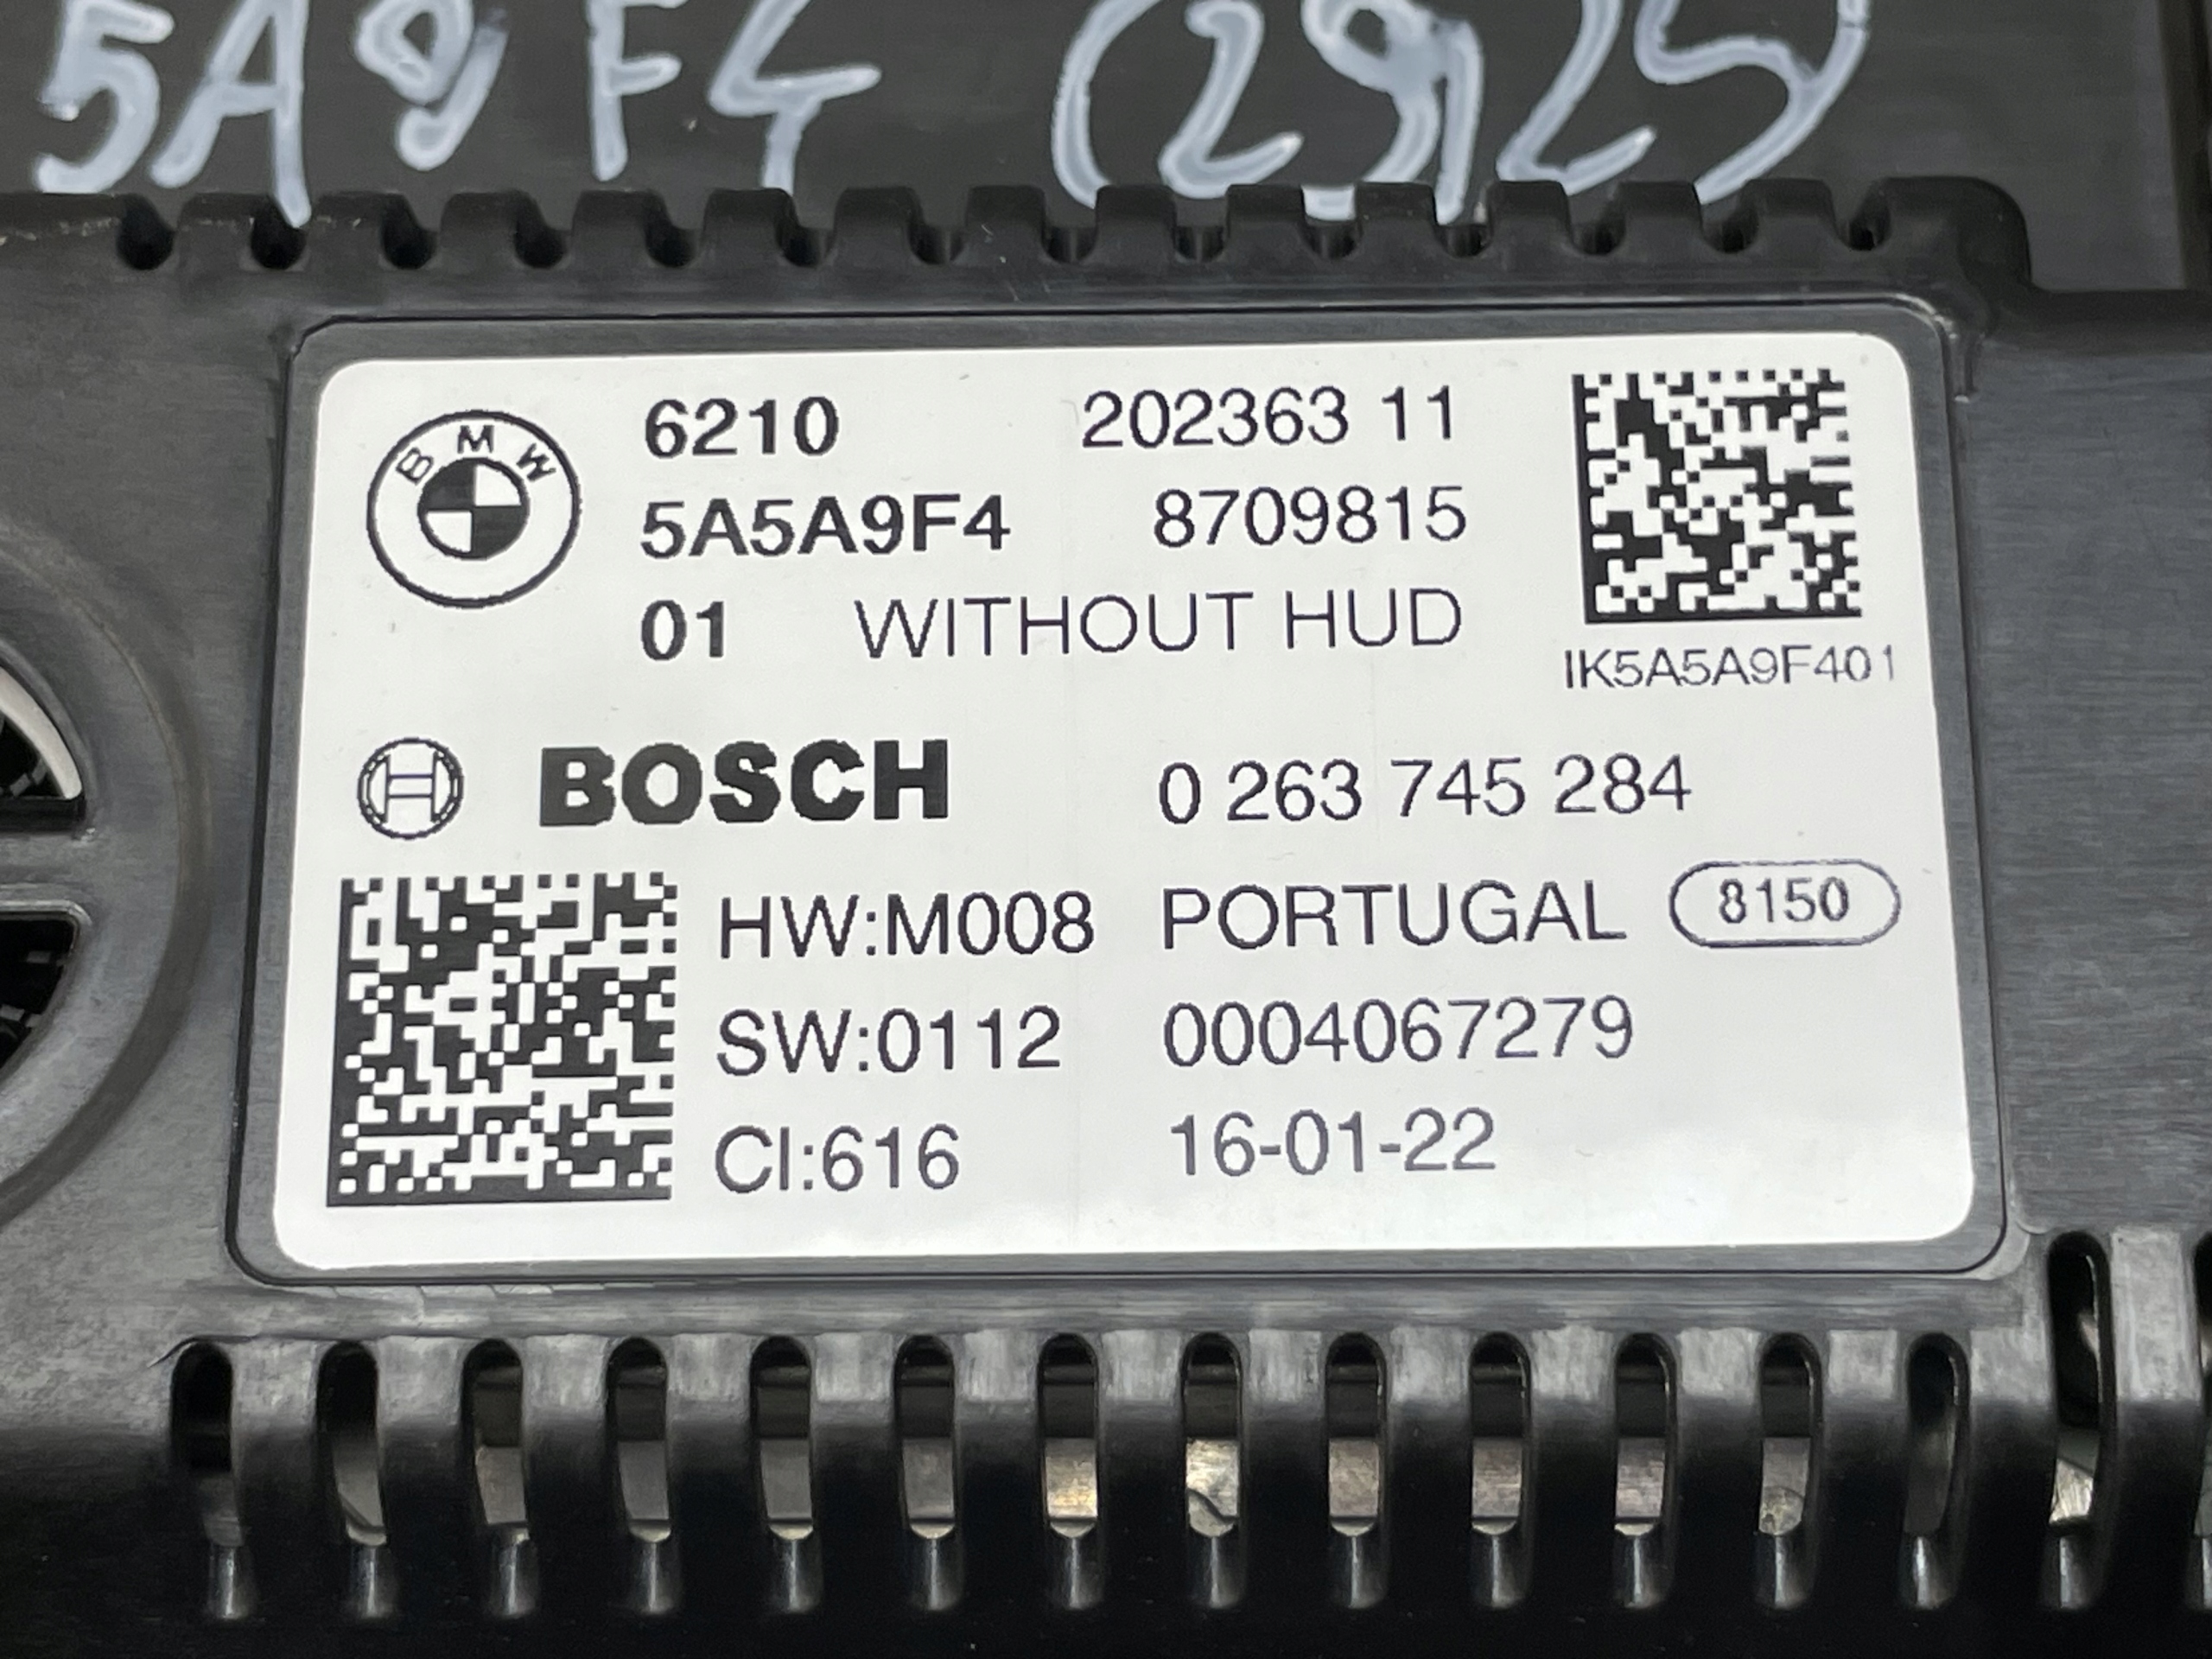 5A9F4 (2925)
BMW
6210 202363 11
5A5A9F4 8709815
01 WITHOUT HUD
IK5A5A9F401
BOSCH 0 263 745 284
HW:M008 PORTUGAL 8150
SW:0112 0004067279
CI:616 16-01-22